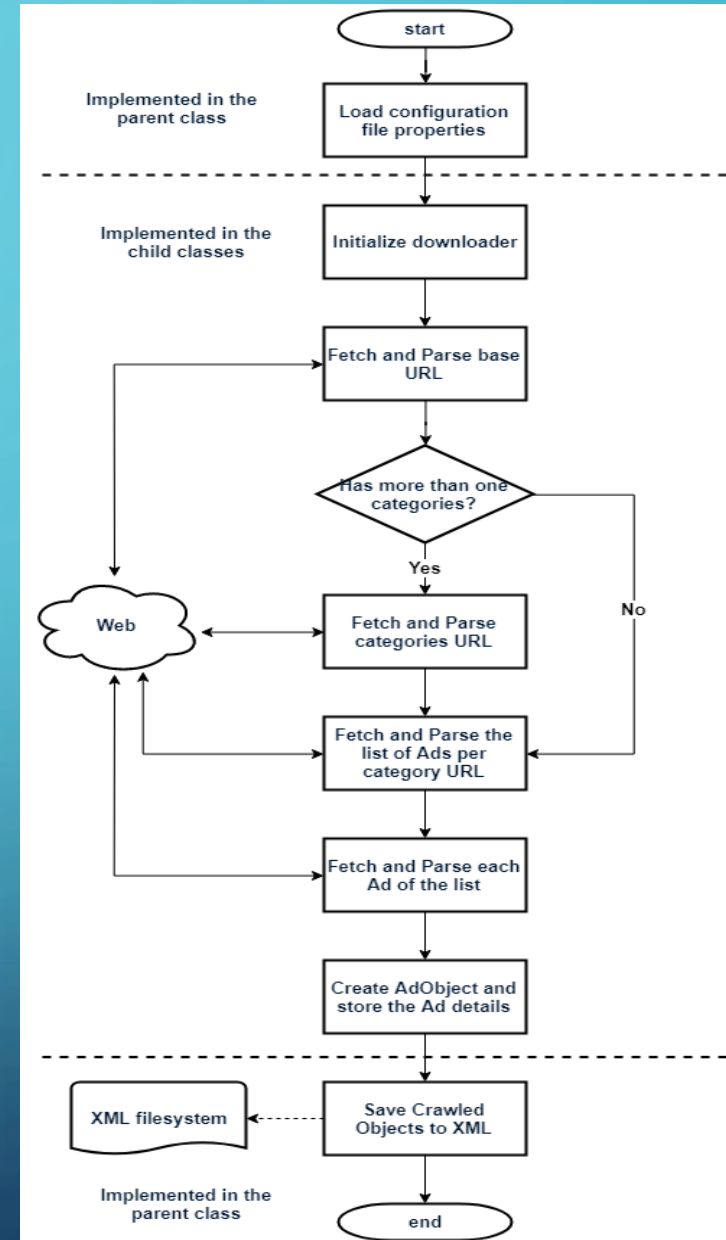 start
Implemented in the
parent class
Load configuration
file properties
Implemented in the
child classes
Initialize downloader
Fetch and Parse base
URL
Has more than one
categories?
Yes
No
Web
Fetch and Parse
categories URL
Fetch and Parse the
list of Ads per
category URL
Fetch and Parse each
Ad of the list
Create AdObject and
store the Ad details
XML filesystem
Save Crawled
Objects to XML
Implemented in the
parent class
end